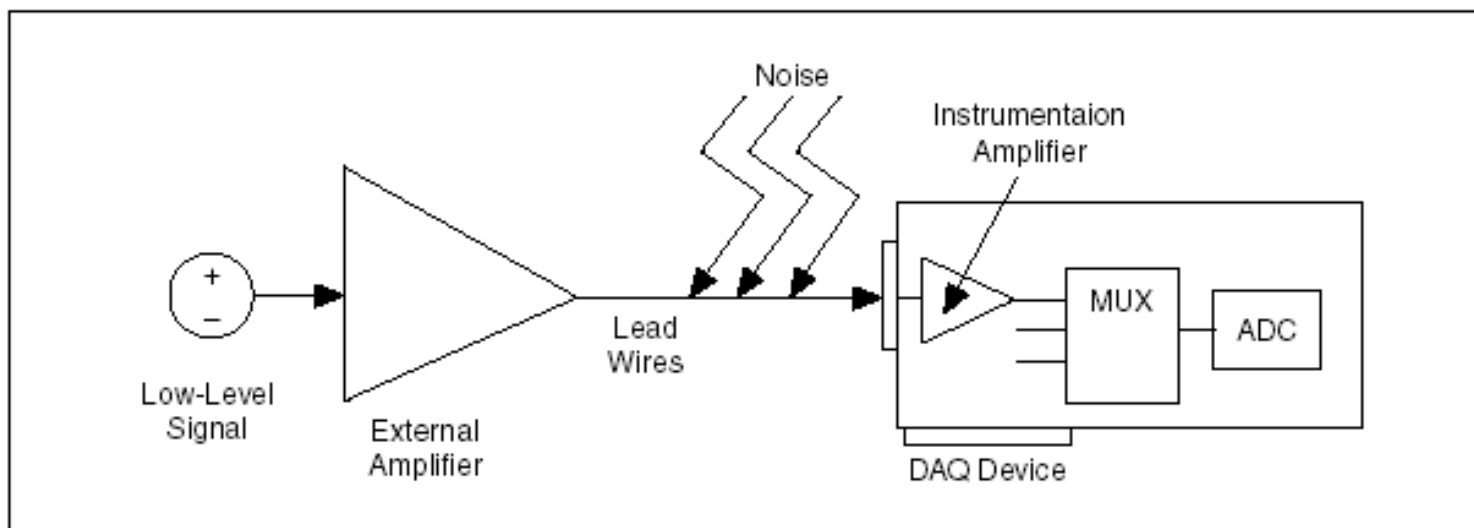 Noise
Instrumentaion
Amplifier
+
–
MUX
ADC
Lead
Wires
Low-Level
Signal
External
Amplifier
DAQ Device